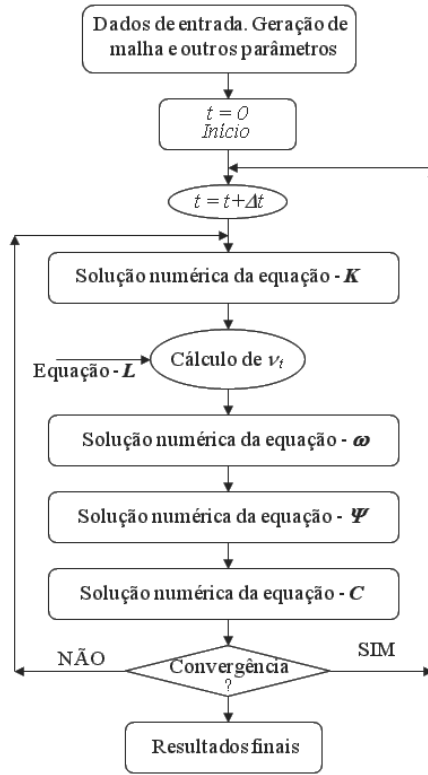 Dados de entrada. Geração de
malha e outros parâmetros
t = 0
Início
t = t+Δt
Solução numérica da equação - K
Cálculo de νt
Equação - L
Solução numérica da equação - ω
Solução numérica da equação - Ψ
Solução numérica da equação - C
NÃO
Convergência
?
SIM
Resultados finais